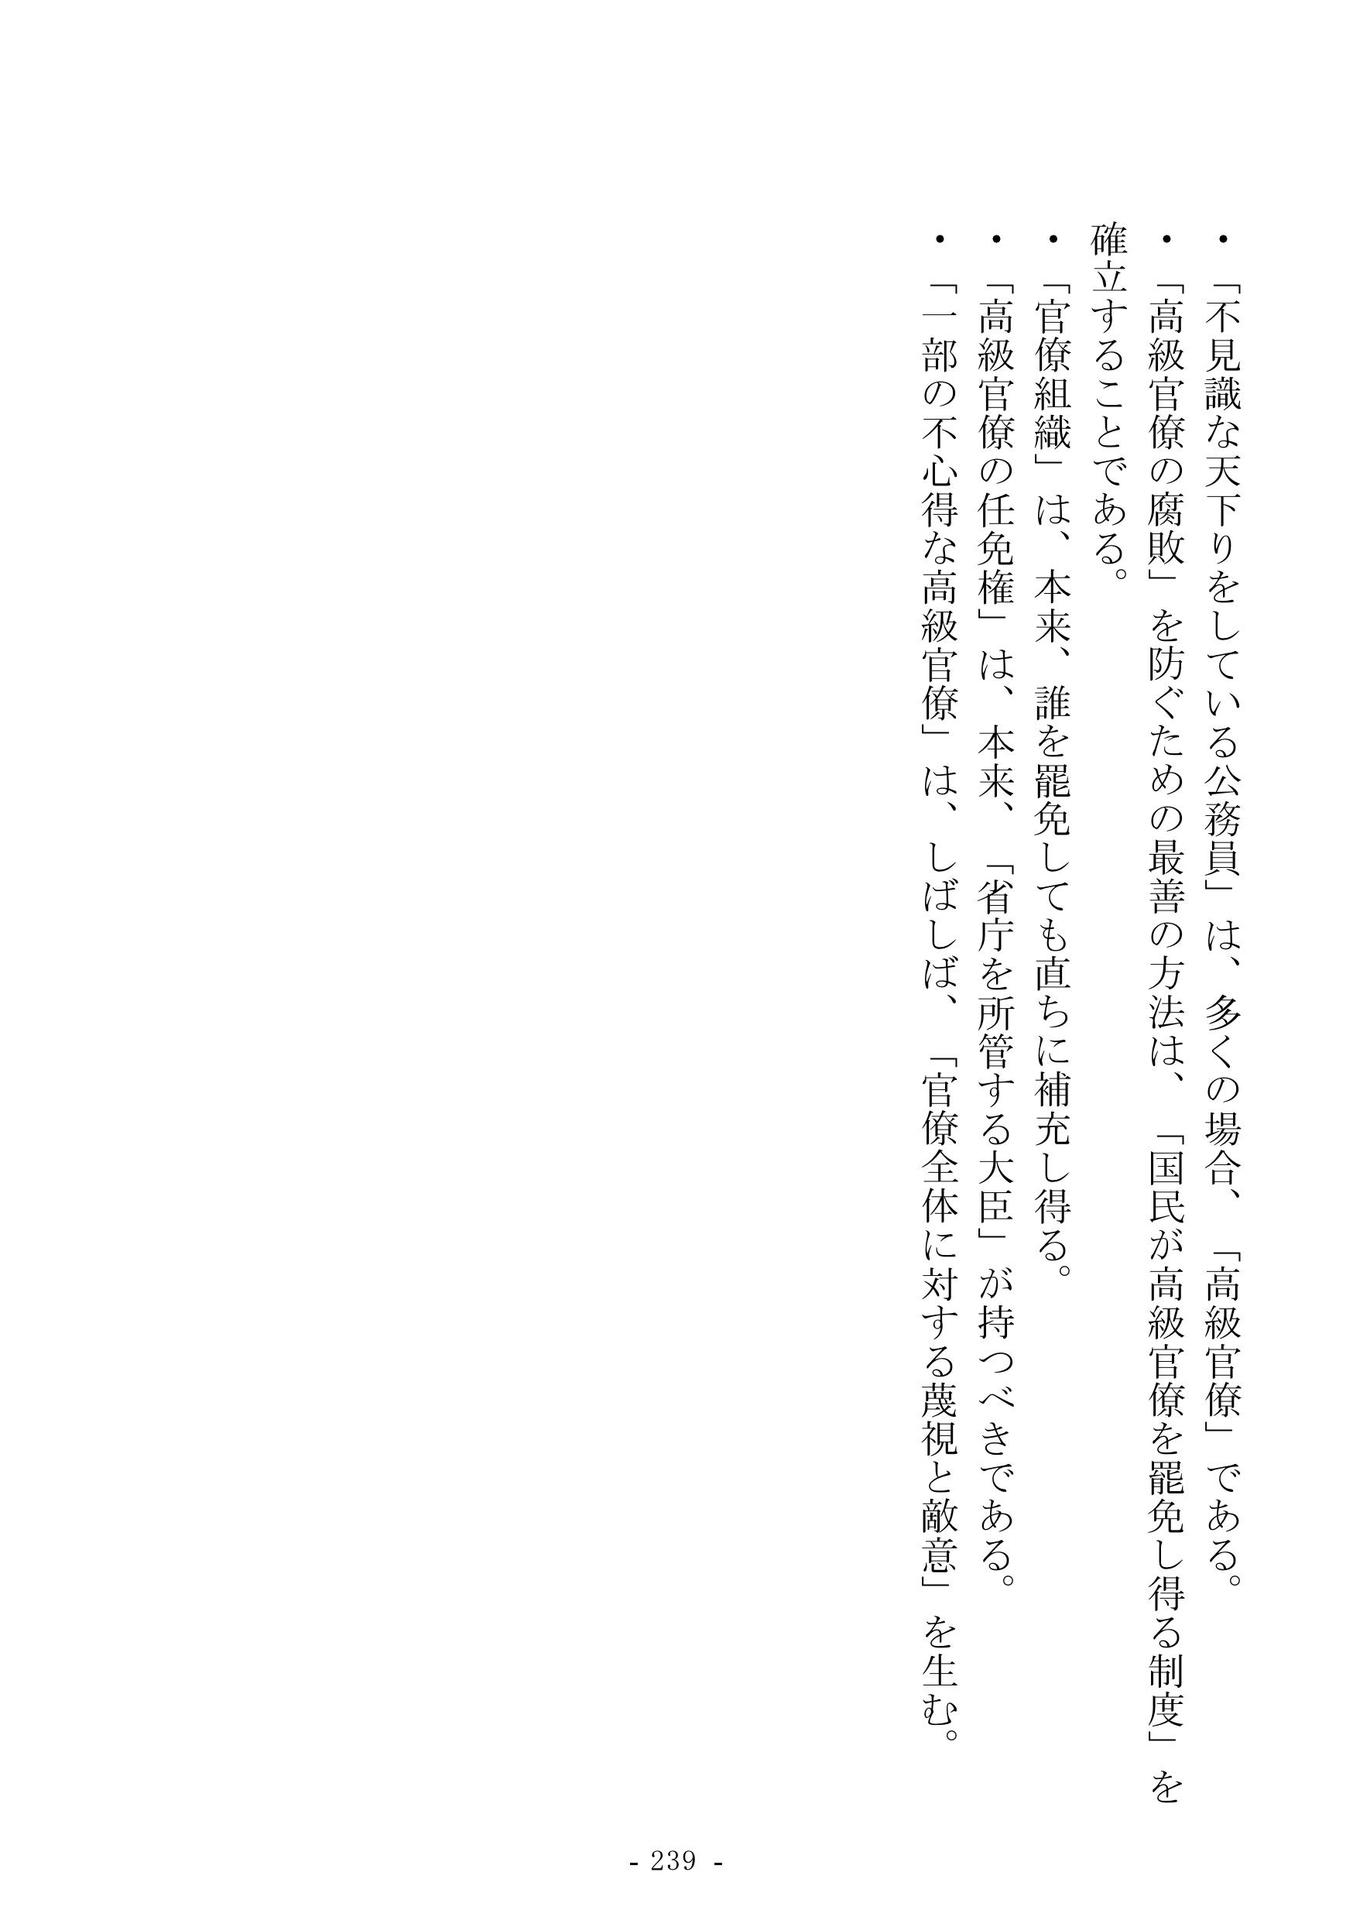 ・「不見識な天下りをしている公務員」は、多くの場合、「高級官僚」である。
・「高級官僚の腐敗」を防ぐための最善の方法は、「国民が高級官僚を罷免し得る制度」を
確立することである。
・「官僚組織」は、本来、誰を罷免しても直ちに補充し得る。
・「高級官僚の任免権」は、本来、「省庁を所管する大臣」が持つべきである。
・「一部の不心得な高級官僚」は、しばしば、「官僚全体に対する蔑視と敵意」を生む。
- 239 -